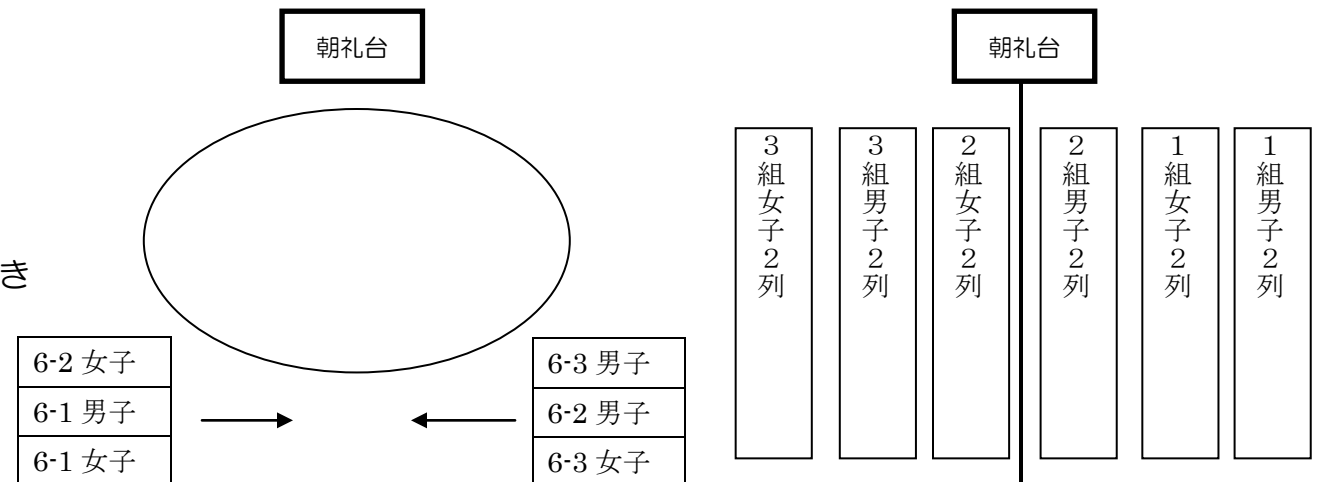 朝礼台
き
6-2 女子
6-1 男子
6-1 女子
6-3 男子
6-2 男子
6-3 女子
朝礼台
3組女子2列
3組男子2列
2組女子2列
2組男子2列
1組女子2列
1組男子2列